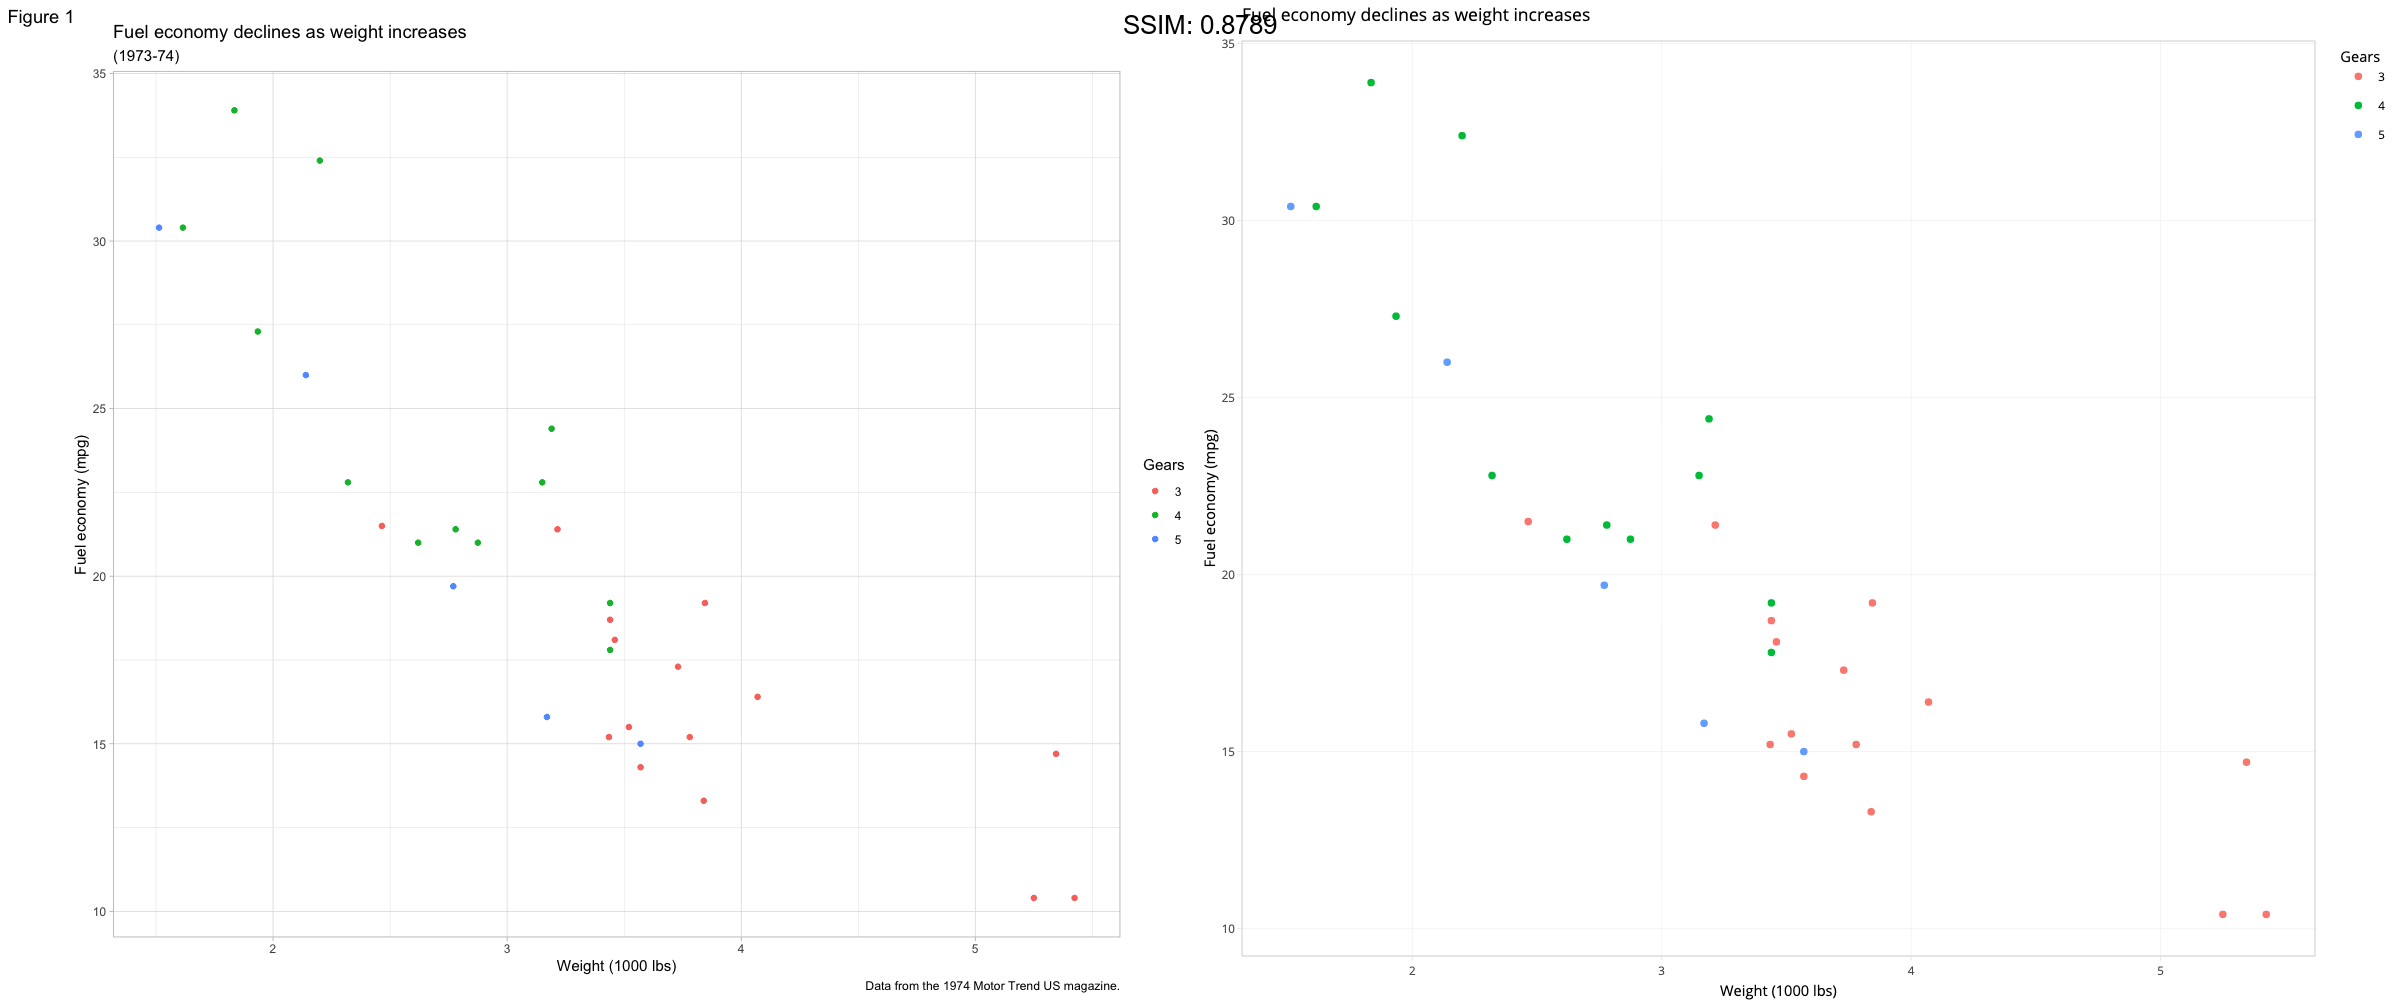 Figure 1
Fuel economy declines as weight increases
(1973-74)
35
30
25
20
15
10
Fuel economy (mpg)
2 3 4 5
Weight (1000 lbs)
Data from the 1974 Motor Trend US magazine.
Gears
3
4
5
SSIM: 0.8789
Fuel economy declines as weight increases
35
30
25
20
15
10
Fuel economy (mpg)
2 3 4 5
Weight (1000 lbs)
Gears
3
4
5